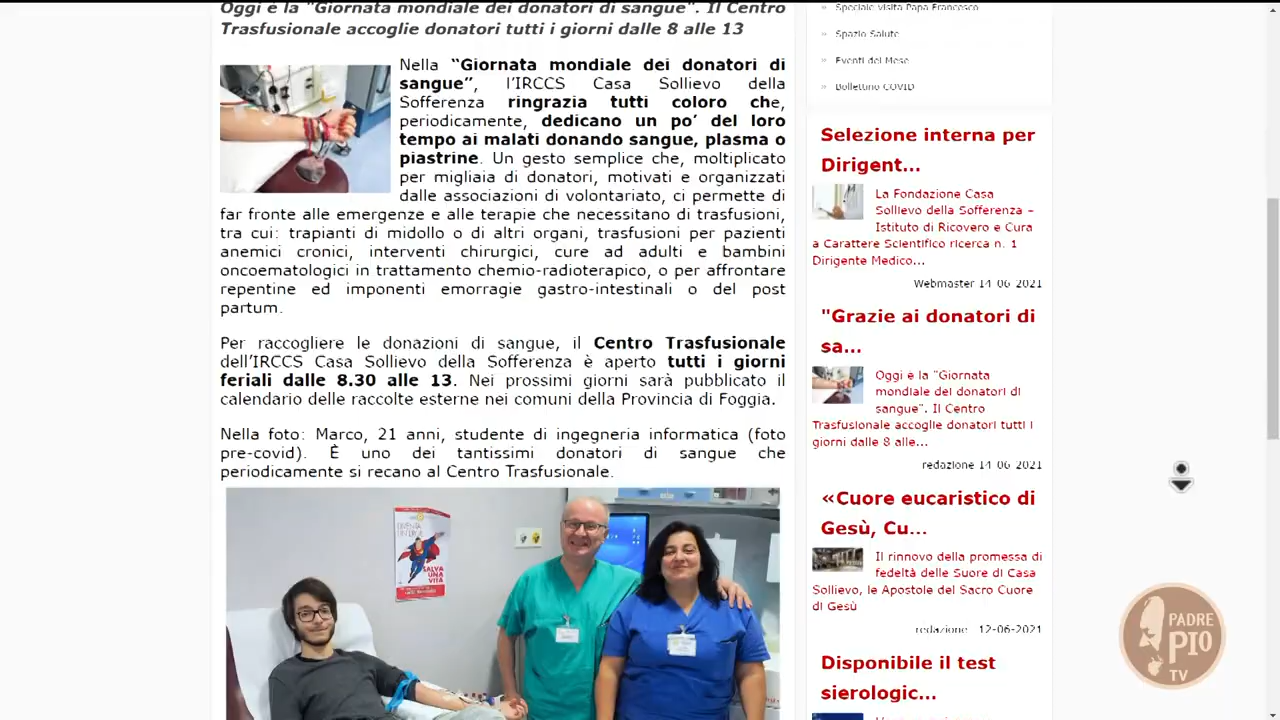 Oggi è la "Giornata mondiale dei donatori di sangue". Il Centro
Trasfusionale accoglie donatori tutti i giorni dalle 8 alle 13
Nella “Giornata mondiale dei donatori di
sangue”, l’IRCCS Casa Sollievo della
Sofferenza ringrazia tutti coloro che,
periodicamente, dedicano un po’ del loro
tempo ai malati donando sangue, plasma o
piastrine. Un gesto semplice che, moltiplicato
per migliaia di donatori, motivati e organizzati
dalle associazioni di volontariato, ci permette di
far fronte alle emergenze e alle terapie che necessitano di trasfusioni,
tra cui: trapianti di midollo o di altri organi, trasfusioni per pazienti
anemici cronici, interventi chirurgici, cure ad adulti e bambini
oncoematologici in trattamento chemio-radioterapico, o per affrontare
repentine ed imponenti emorragie gastro-intestinali o del post
partum.
Per raccogliere le donazioni di sangue, il Centro Trasfusionale
dell’IRCCS Casa Sollievo della Sofferenza è aperto tutti i giorni
feriali dalle 8.30 alle 13. Nei prossimi giorni sarà pubblicato il
calendario delle raccolte esterne nei comuni della Provincia di Foggia.
Nella foto: Marco, 21 anni, studente di ingegneria informatica (foto
pre-covid). È uno dei tantissimi donatori di sangue che
periodicamente si recano al Centro Trasfusionale.
SALVA
UNA
VITA
» Speciale visita Papa Francesco
» Spazio Salute
» Eventi del Mese
» Bollettino COVID
Selezione interna per
Dirigent...
La Fondazione Casa
Sollievo della Sofferenza –
Istituto di Ricovero e Cura
a Carattere Scientifico ricerca n. 1
Dirigente Medico...
Webmaster 14-06-2021
"Grazie ai donatori di
sa...
Oggi è la "Giornata
mondiale dei donatori di
sangue". Il Centro
Trasfusionale accoglie donatori tutti i
giorni dalle 8 alle...
redazione 14-06-2021
«Cuore eucaristico di
Gesù, Cu...
Il rinnovo della promessa di
fedeltà delle Suore di Casa
Sollievo, le Apostole del Sacro Cuore
di Gesù
redazione 12-06-2021
Disponibile il test
sierologic...
PADRE
PIO
TV